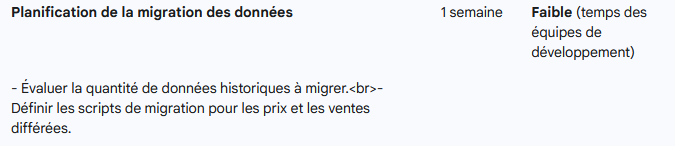 Planification de la migration des données
1 semaine
Faible (temps des
équipes de
développement)
- Évaluer la quantité de données historiques à migrer.<br>-
Définir les scripts de migration pour les prix et les ventes
différées.